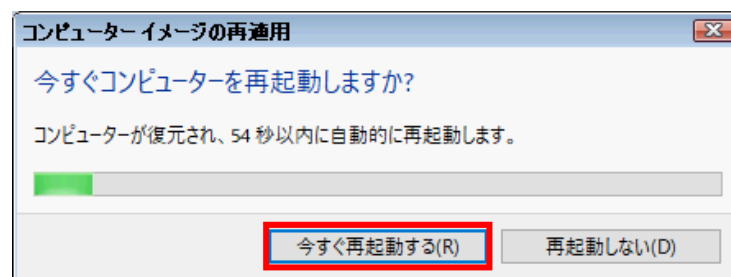 コンピューター イメージの再適用
今すぐコンピューターを再起動しますか?
コンピューターが復元され、54 秒以内に自動的に再起動します。
今すぐ再起動する(R)
再起動しない(D)